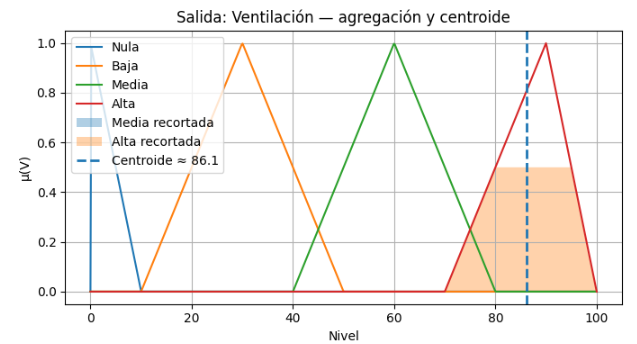 Salida: Ventilación — agregación y centroide
μ(V)
1.0
0.8
0.6
0.4
0.2
0.0
Nula
Baja
Media
Alta
Media recortada
Alta recortada
Centroide ≈ 86.1
0 20 40 60 80 100
Nivel